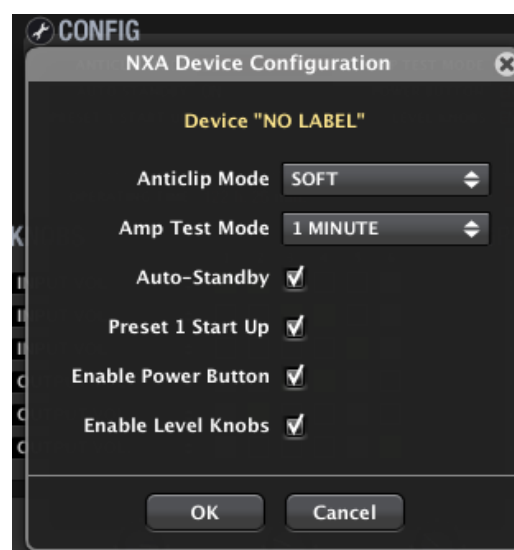 CONFIG
NXA Device Configuration
Device "NO LABEL"
Anticlip Mode SOFT
Amp Test Mode 1 MINUTE
Auto-Standby
Preset 1 Start Up
Enable Power Button
Enable Level Knobs
OK Cancel